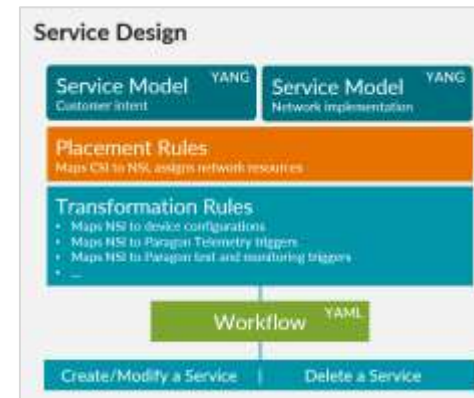 Service Design
Service Model YANG
Customer intent
Service Model YANG
Network implementation
Placement Rules
Maps CSI to NSI, assigns network resources
Transformation Rules
• Maps NSI to device configurations
• Maps NSI to Paragon Telemetry triggers
• Maps NSI to Paragon test and monitoring triggers
• ...
Workflow YAML
Create/Modify a Service
Delete a Service